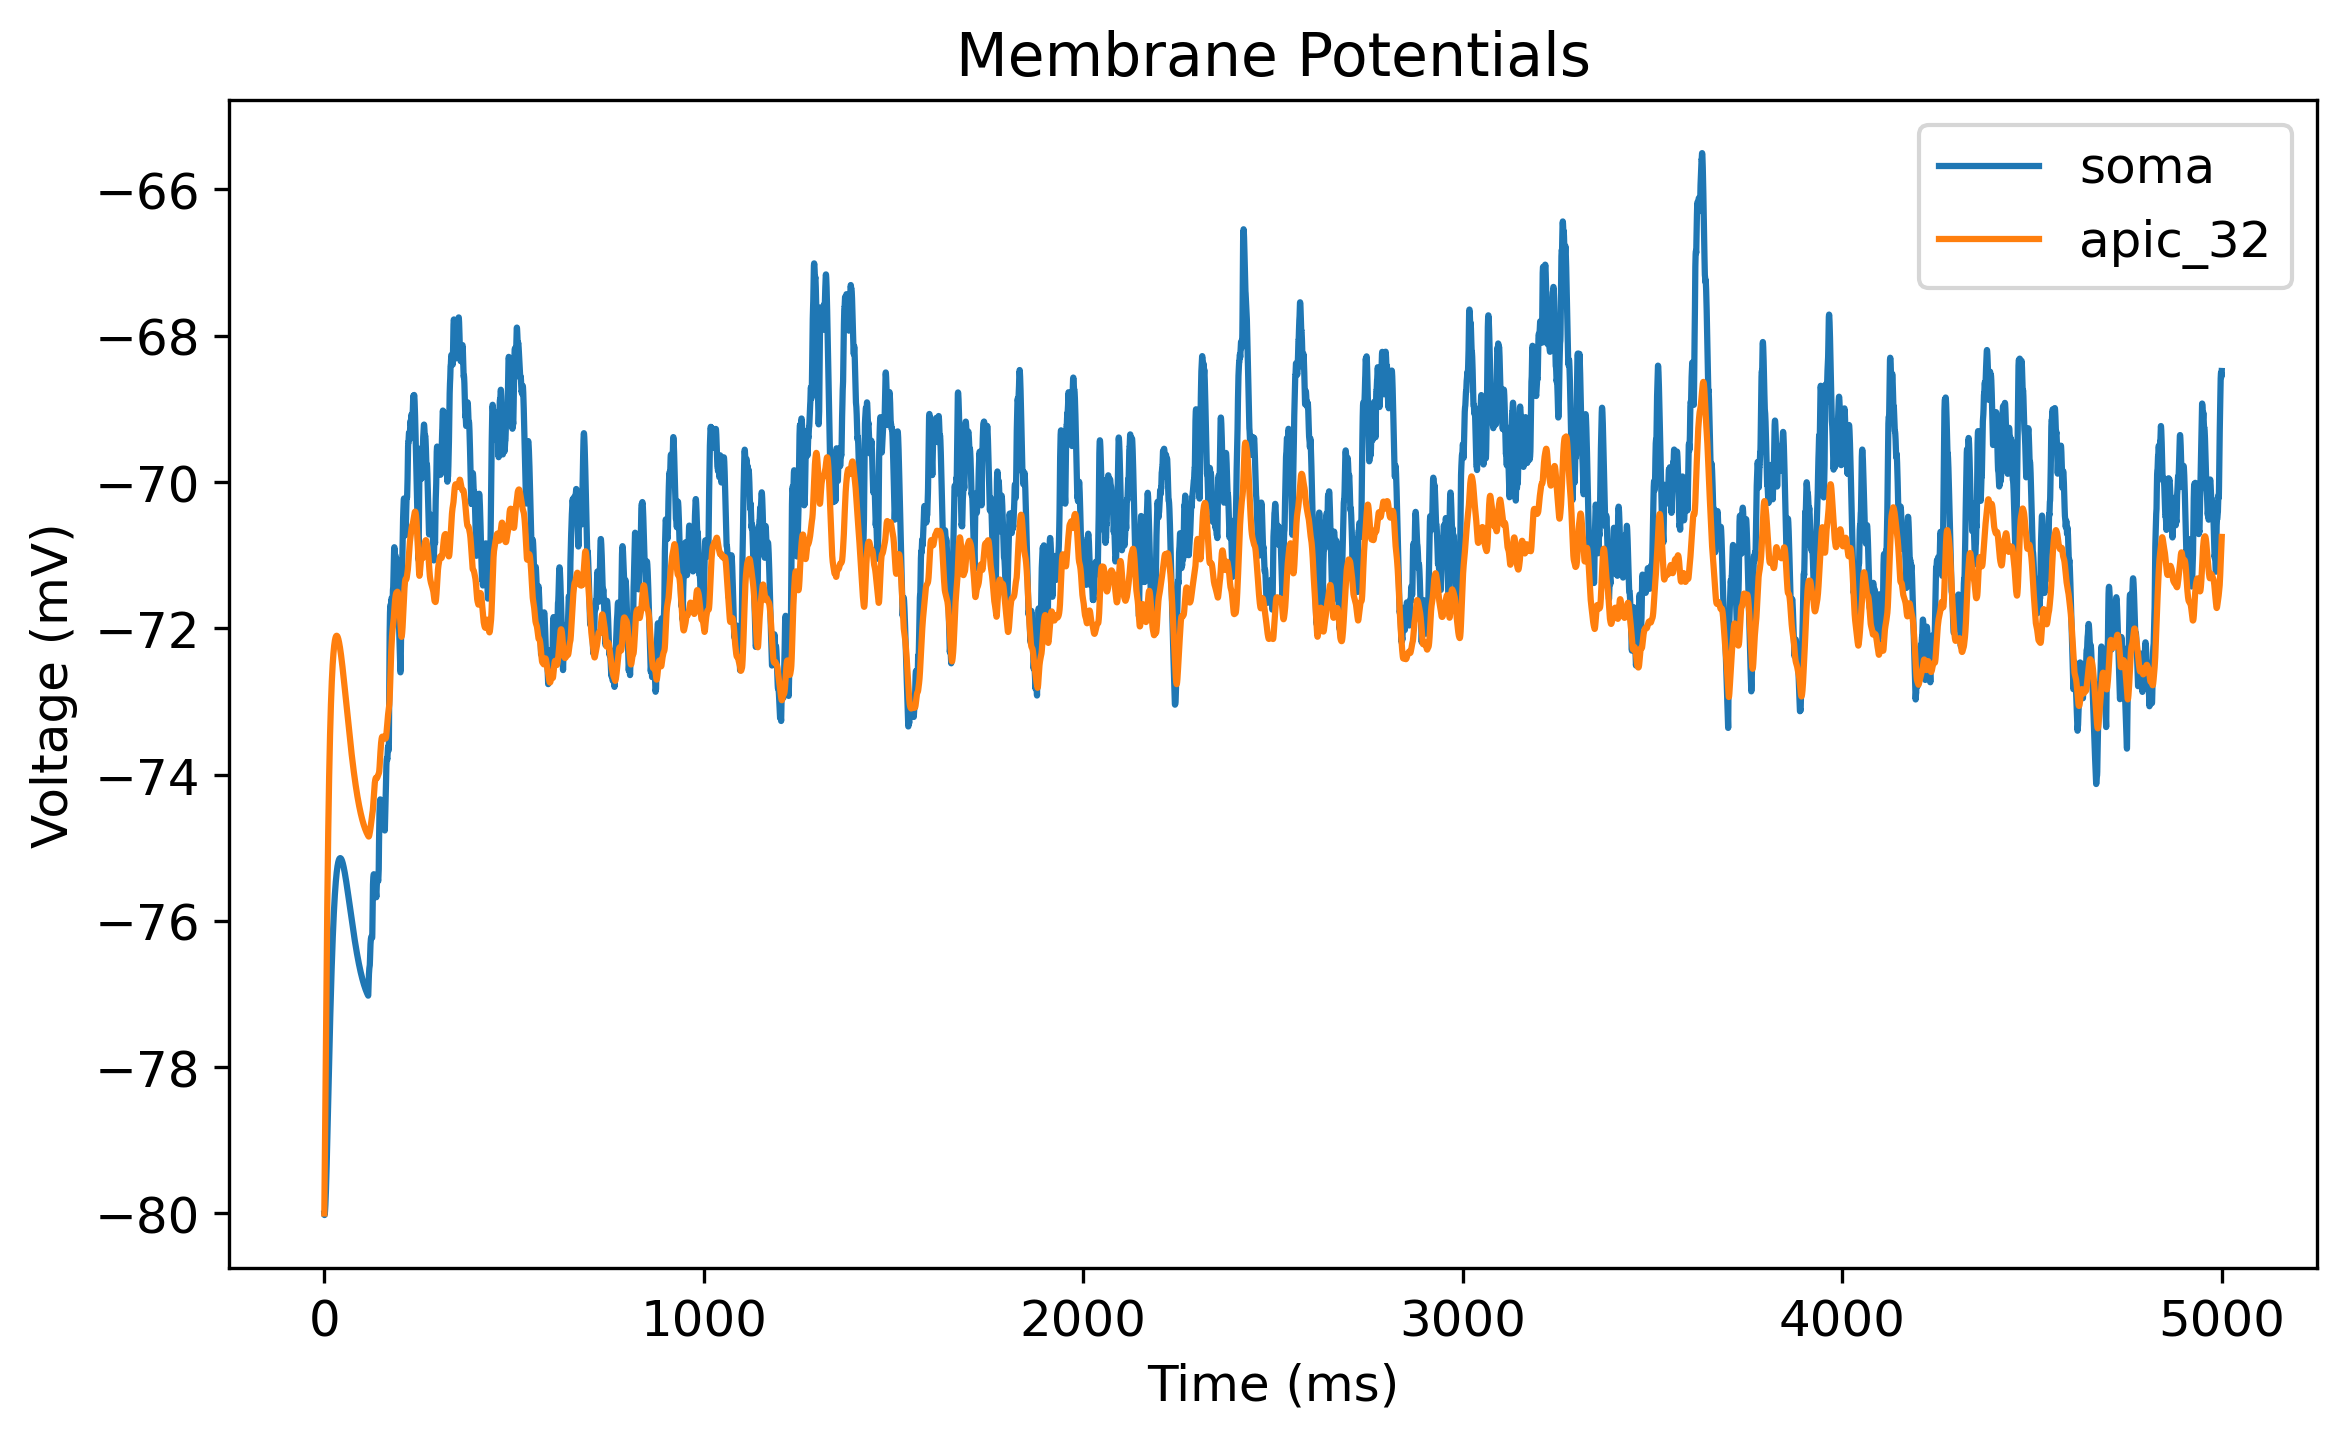 Membrane Potentials
soma
apic_32
Voltage (mV)
−66
−68
−70
−72
−74
−76
−78
−80
0 1000 2000 3000 4000 5000
Time (ms)